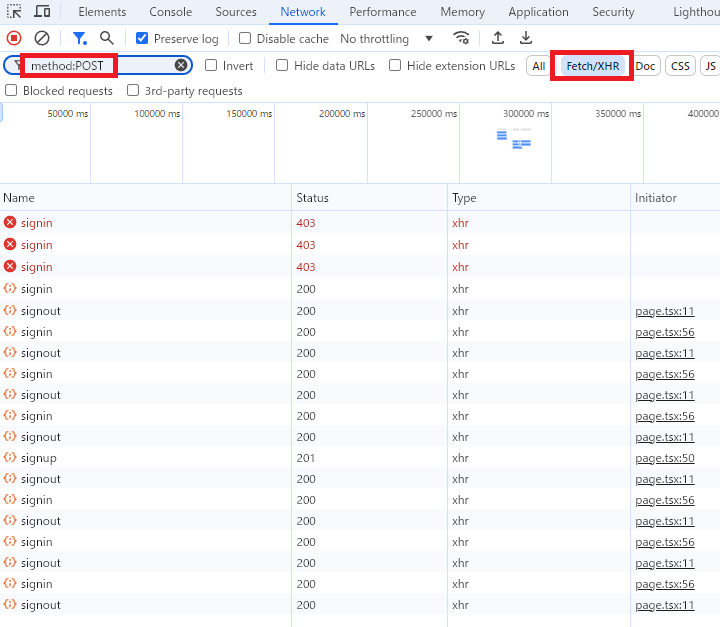 Elements Console Sources Network Performance Memory Application Security Lighthou
Preserve log Disable cache No throttling
method:POST Invert Hide data URLs Hide extension URLs All Fetch/XHR Doc CSS JS
Blocked requests 3rd-party requests
50000 ms 100000 ms 150000 ms 200000 ms 250000 ms 300000 ms 350000 ms 400000
Name Status Type Initiator
signin 403 xhr
signin 403 xhr
signin 403 xhr
signin 200 xhr
signout 200 xhr page.tsx:11
signin 200 xhr page.tsx:56
signout 200 xhr page.tsx:11
signin 200 xhr page.tsx:56
signout 200 xhr page.tsx:11
signin 200 xhr page.tsx:56
signout 200 xhr page.tsx:11
signup 201 xhr page.tsx:50
signout 200 xhr page.tsx:11
signin 200 xhr page.tsx:56
signout 200 xhr page.tsx:11
signin 200 xhr page.tsx:56
signout 200 xhr page.tsx:11
signin 200 xhr page.tsx:56
signout 200 xhr page.tsx:11